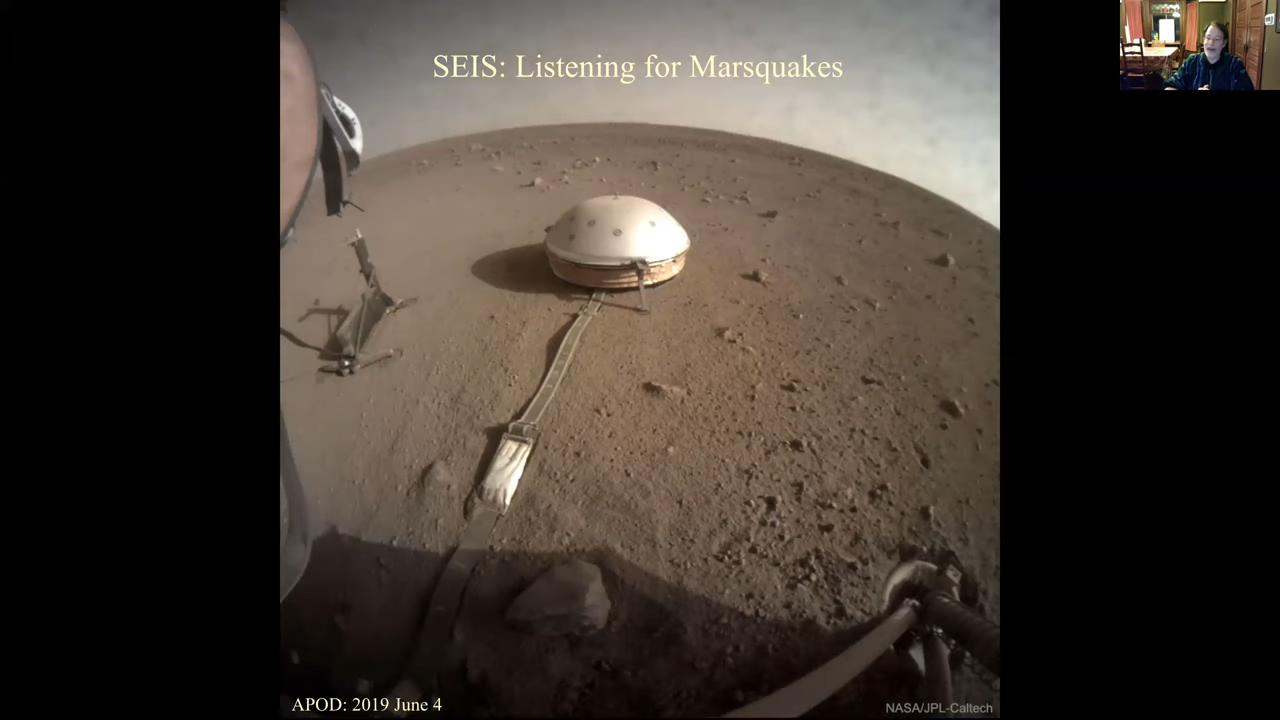 SEIS: Listening for Marsquakes
APOD: 2019 June 4
NASA/JPL-Caltech